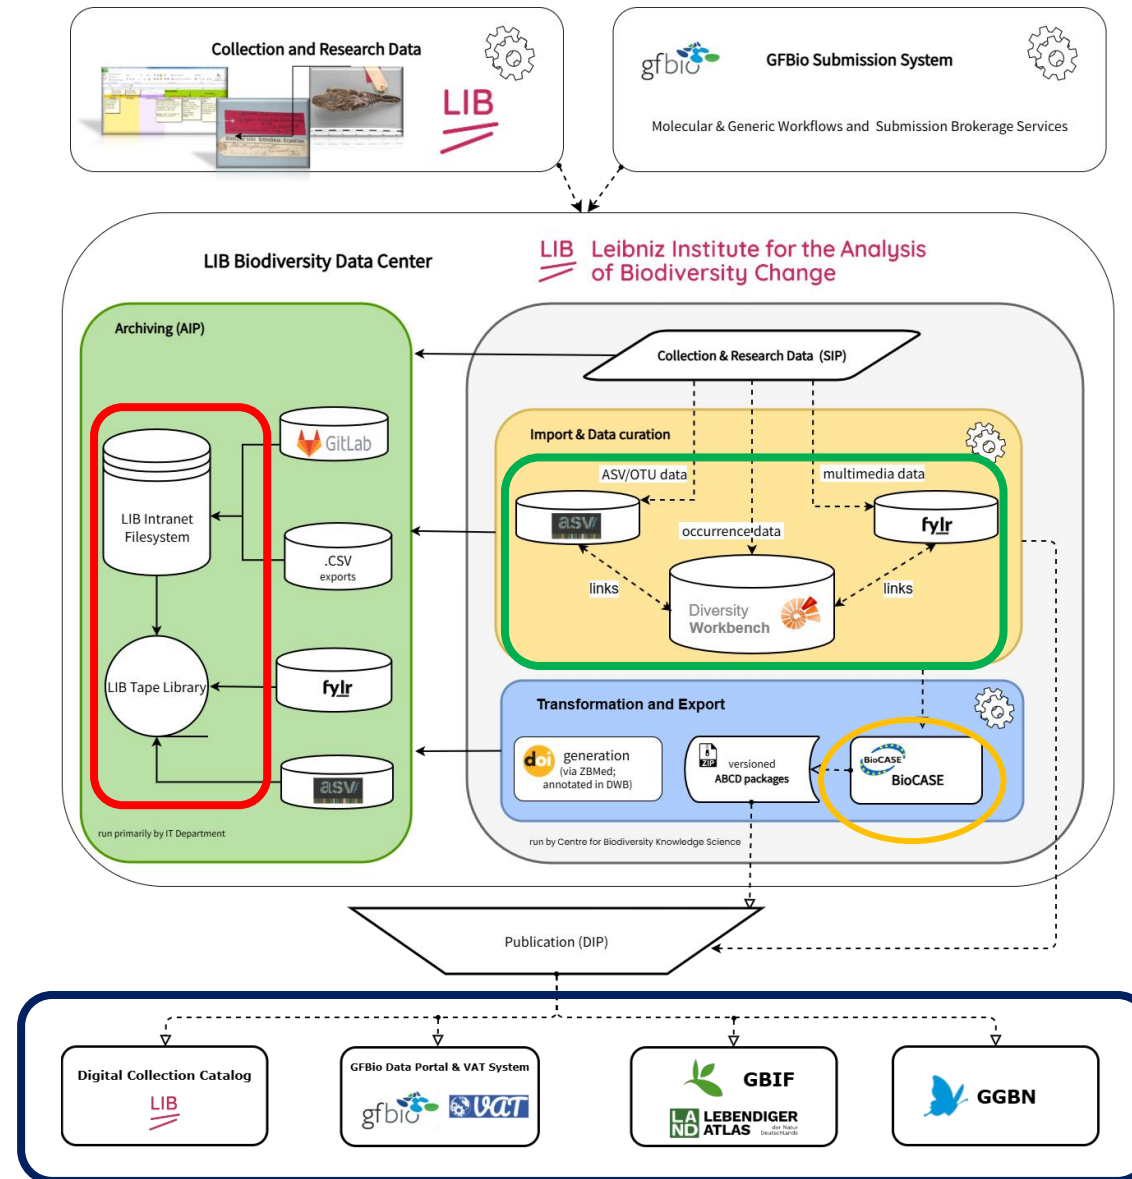 Collection and Research Data
LIB
gfbio
GFBio Submission System
Molecular & Generic Workflows and Submission Brokerage Services
LIB Biodiversity Data Center
LIB Leibniz Institute for the Analysis
of Biodiversity Change
Archiving (AIP)
Collection & Research Data (SIP)
Import & Data curation
GitLab
ASV/OTU data
multimedia data
LIB Intranet
Filesystem
asv
occurrence data
fylr
.CSV
exports
links
links
Diversity
Workbench
LIB Tape Library
fylr
Transformation and Export
doi generation
(via ZBMed;
annotated in DWB)
ZIP
versioned
ABCD packages
BioCASE
BioCASE
asv
run primarily by IT Department
run by Centre for Biodiversity Knowledge Science
Publication (DIP)
Digital Collection Catalog
LIB
GFBio Data Portal & VAT System
gfbio
VAT
GBIF
LAND
LEBENDIGER
ATLAS
der Natur
Deutschlands
GGBN